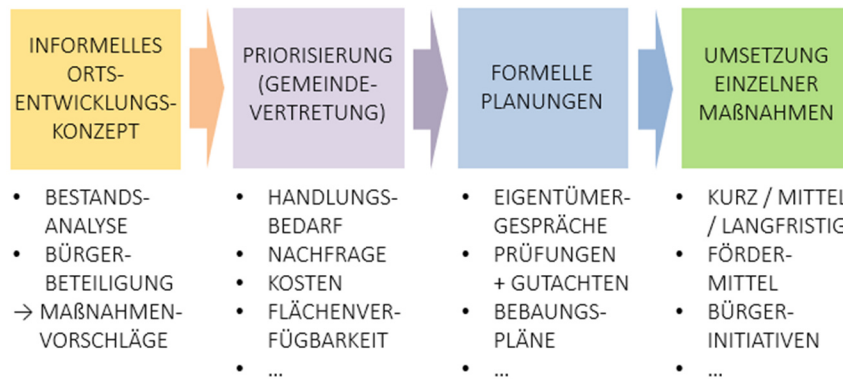 INFORMELLES
ORTS-
ENTWICKLUNGS-
KONZEPT
PRIORISIERUNG
(GEMEINDE-
VERTRETUNG)
FORMELLE
PLANUNGEN
UMSETZUNG
EINZELNER
MAßNAHMEN
• BESTANDS-
ANALYSE
• BÜRGER-
BETEILIGUNG
→ MAßNAHMEN-
VORSCHLÄGE
• HANDLUNGS-
BEDARF
• NACHFRAGE
• KOSTEN
• FLÄCHENVER-
FÜGBARKEIT
• ...
• EIGENTÜMER-
GESPRÄCHE
• PRÜFUNGEN
+ GUTACHTEN
• BEBAUNGS-
PLÄNE
• ...
• KURZ / MITTEL
/ LANGFRISTIG
• FÖRDER-
MITTEL
• BÜRGER-
INITIATIVEN
• ...